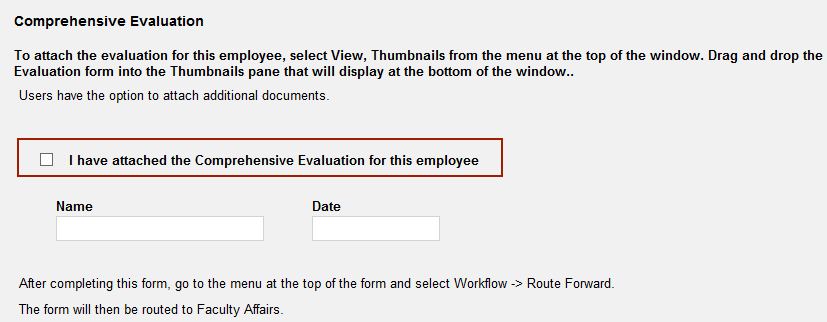 Comprehensive Evaluation
To attach the evaluation for this employee, select View, Thumbnails from the menu at the top of the window. Drag and drop the
Evaluation form into the Thumbnails pane that will display at the bottom of the window..
Users have the option to attach additional documents.
I have attached the Comprehensive Evaluation for this employee
Name Date
After completing this form, go to the menu at the top of the form and select Workflow -> Route Forward.
The form will then be routed to Faculty Affairs.